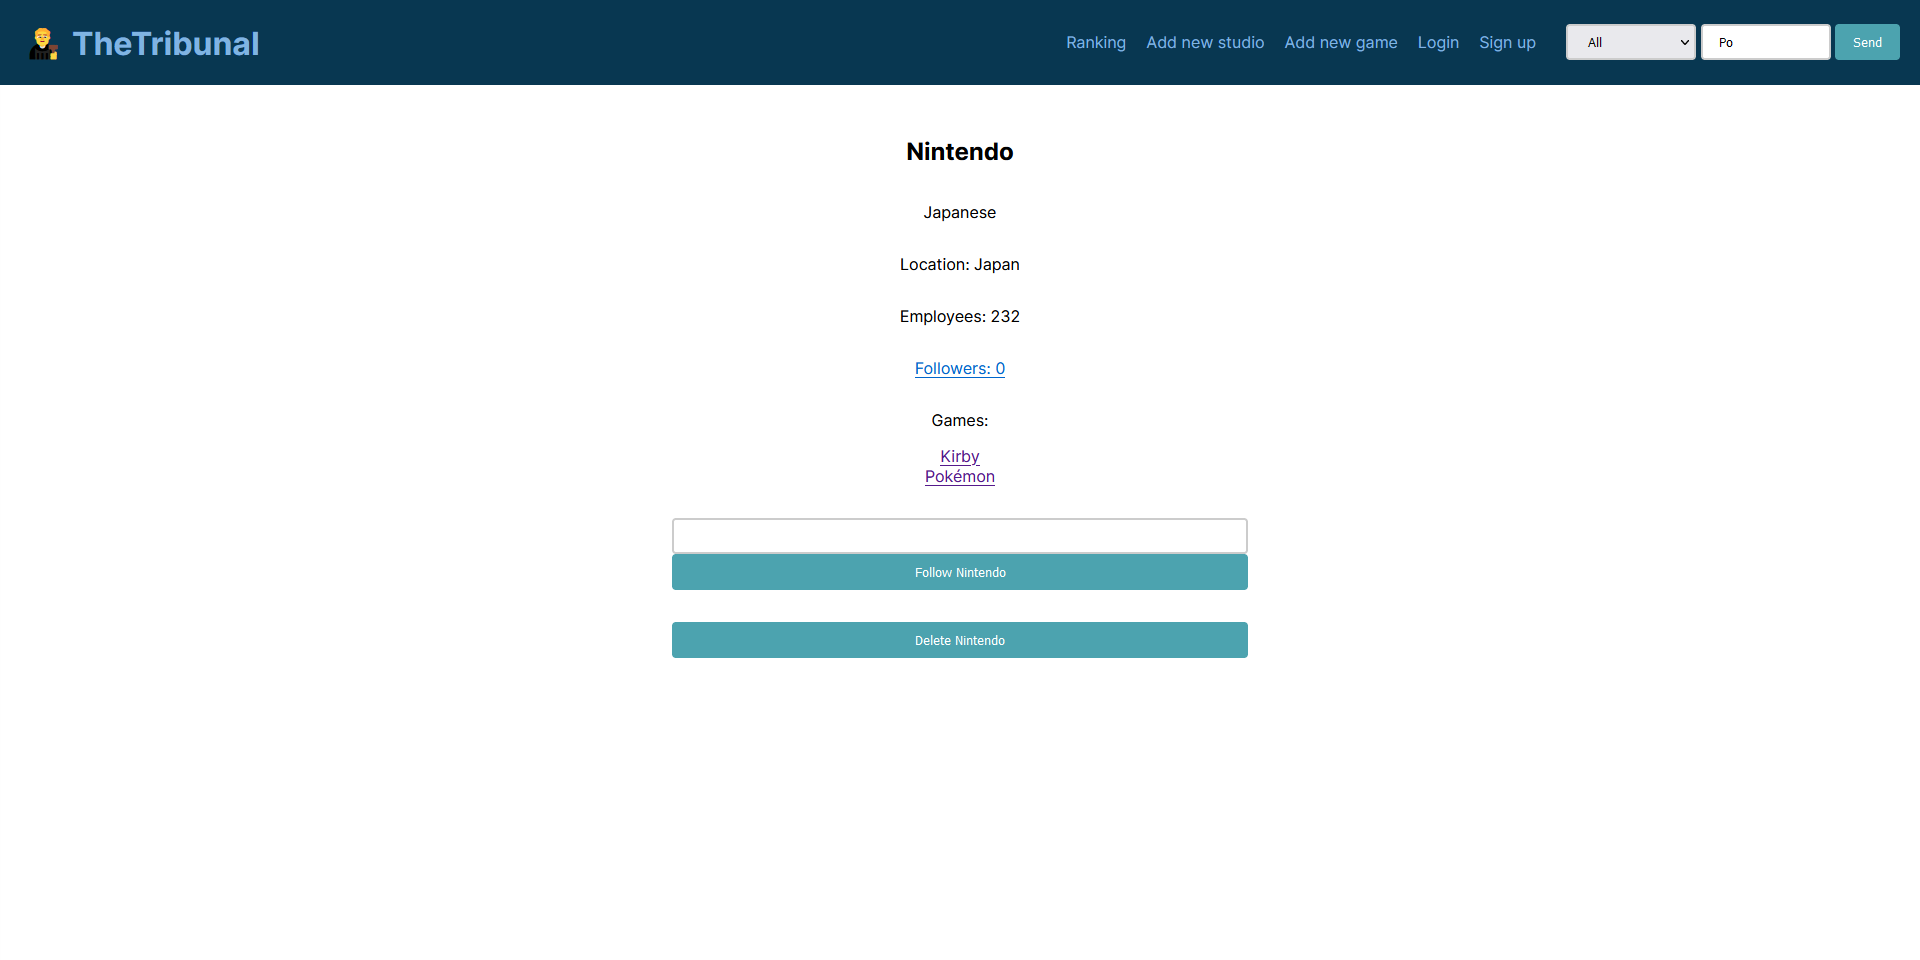 TheTribunal
Ranking Add new studio Add new game Login Sign up All Po Send
Nintendo
Japanese
Location: Japan
Employees: 232
Followers: 0
Games:
Kirby
Pokémon
Follow Nintendo
Delete Nintendo